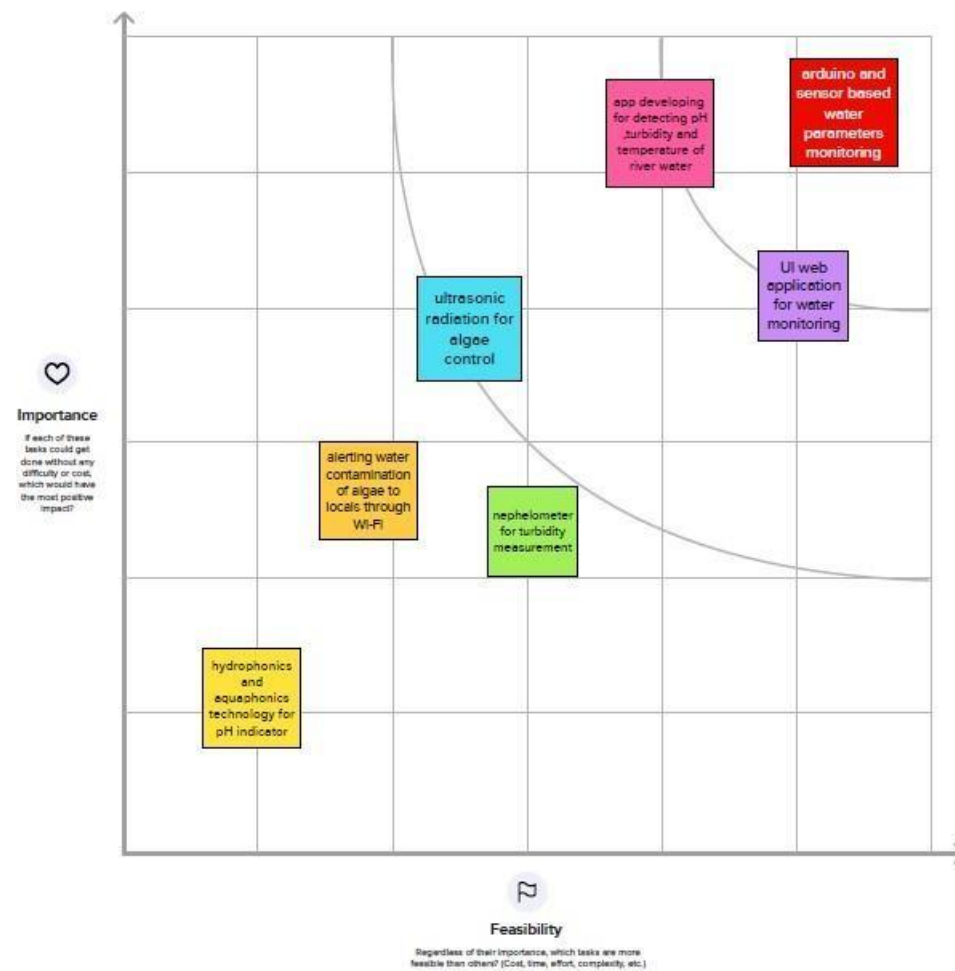 arduino and
sensor based
water
parameters
monitoring
app developing
for detecting pH
,turbidity and
temperature of
river water
UI web
application
for water
monitoring
ultrasonic
radiation for
algae
control
alerting water
contamination
of algae to
locals through
Wi-Fi
nephelometer
for turbidity
measurement
hydrophonics
and
aquaphonics
technology for
pH indicator
Importance
If each of these
tasks could get
done without any
difficulty or cost,
which would have
the most positive
impact?
Feasibility
Regardless of their importance, which tasks are more
feasible than others? (Cost, time, effort, complexity, etc.)